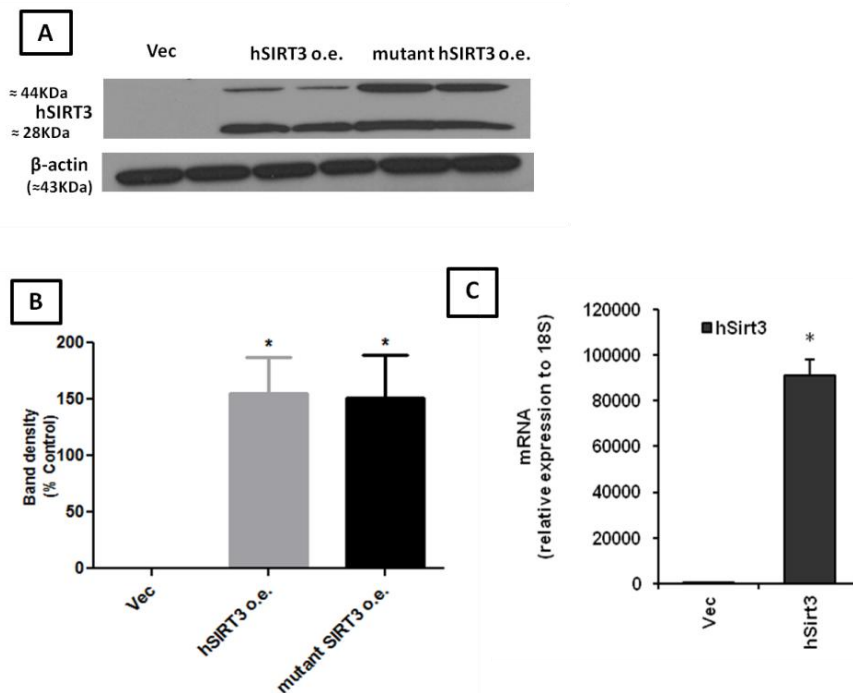 A
Vec hSIRT3 o.e. mutant hSIRT3 o.e.
≈ 44KDa
hSIRT3
≈ 28KDa
β-actin
(≈43KDa)
B
200
150
100
50
0
Band density
(% Control)
*
*
Vec
hSIRT3 o.e.
mutant SIRT3 o.e.
C
120000
100000
80000
60000
40000
20000
0
mRNA
(relative expression to 18S)
hSirt3
*
Vec
hSirt3